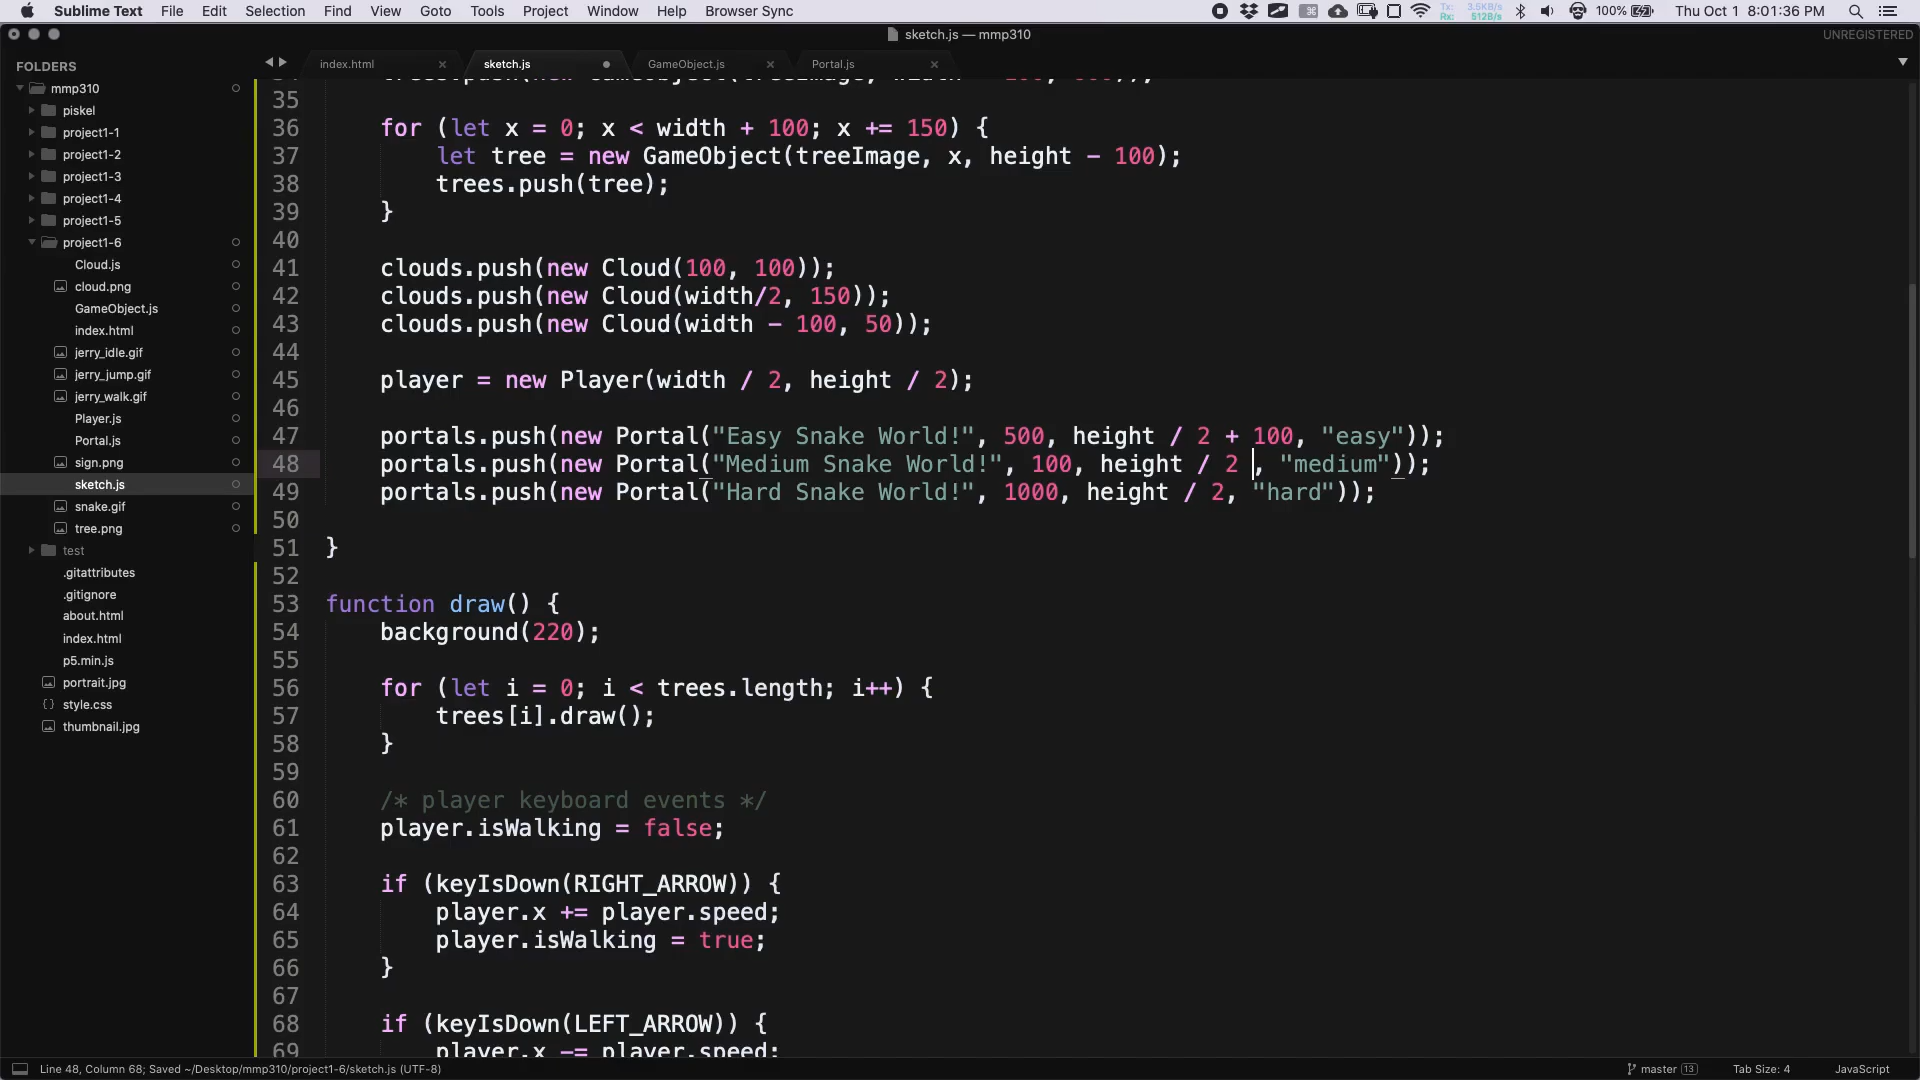 Sublime Text File Edit Selection Find View Goto Tools Project Window Help Browser Sync
Tx: 3.5KB/s
Rx: 512B/s
100% Thu Oct 1 8:01:36 PM
sketch.js — mmp310
UNREGISTERED
FOLDERS
mmp310
piskel
project1-1
project1-2
project1-3
project1-4
project1-5
project1-6
Cloud.js
cloud.png
GameObject.js
index.html
jerry_idle.gif
jerry_jump.gif
jerry_walk.gif
Player.js
Portal.js
sign.png
sketch.js
snake.gif
tree.png
test
.gitattributes
.gitignore
about.html
index.html
p5.min.js
portrait.jpg
style.css
thumbnail.jpg
index.html sketch.js GameObject.js Portal.js
35
36 for (let x = 0; x < width + 100; x += 150) {
37 let tree = new GameObject(treeImage, x, height - 100);
38 trees.push(tree);
39 }
40
41 clouds.push(new Cloud(100, 100));
42 clouds.push(new Cloud(width/2, 150));
43 clouds.push(new Cloud(width - 100, 50));
44
45 player = new Player(width / 2, height / 2);
46
47 portals.push(new Portal("Easy Snake World!", 500, height / 2 + 100, "easy"));
48 portals.push(new Portal("Medium Snake World!", 100, height / 2 , "medium"));
49 portals.push(new Portal("Hard Snake World!", 1000, height / 2, "hard"));
50
51 }
52
53 function draw() {
54 background(220);
55
56 for (let i = 0; i < trees.length; i++) {
57 trees[i].draw();
58 }
59
60 /* player keyboard events */
61 player.isWalking = false;
62
63 if (keyIsDown(RIGHT_ARROW)) {
64 player.x += player.speed;
65 player.isWalking = true;
66 }
67
68 if (keyIsDown(LEFT_ARROW)) {
69 player.x -= player.speed;
Line 48, Column 68; Saved ~/Desktop/mmp310/project1-6/sketch.js (UTF-8)
master 13 Tab Size: 4 JavaScript